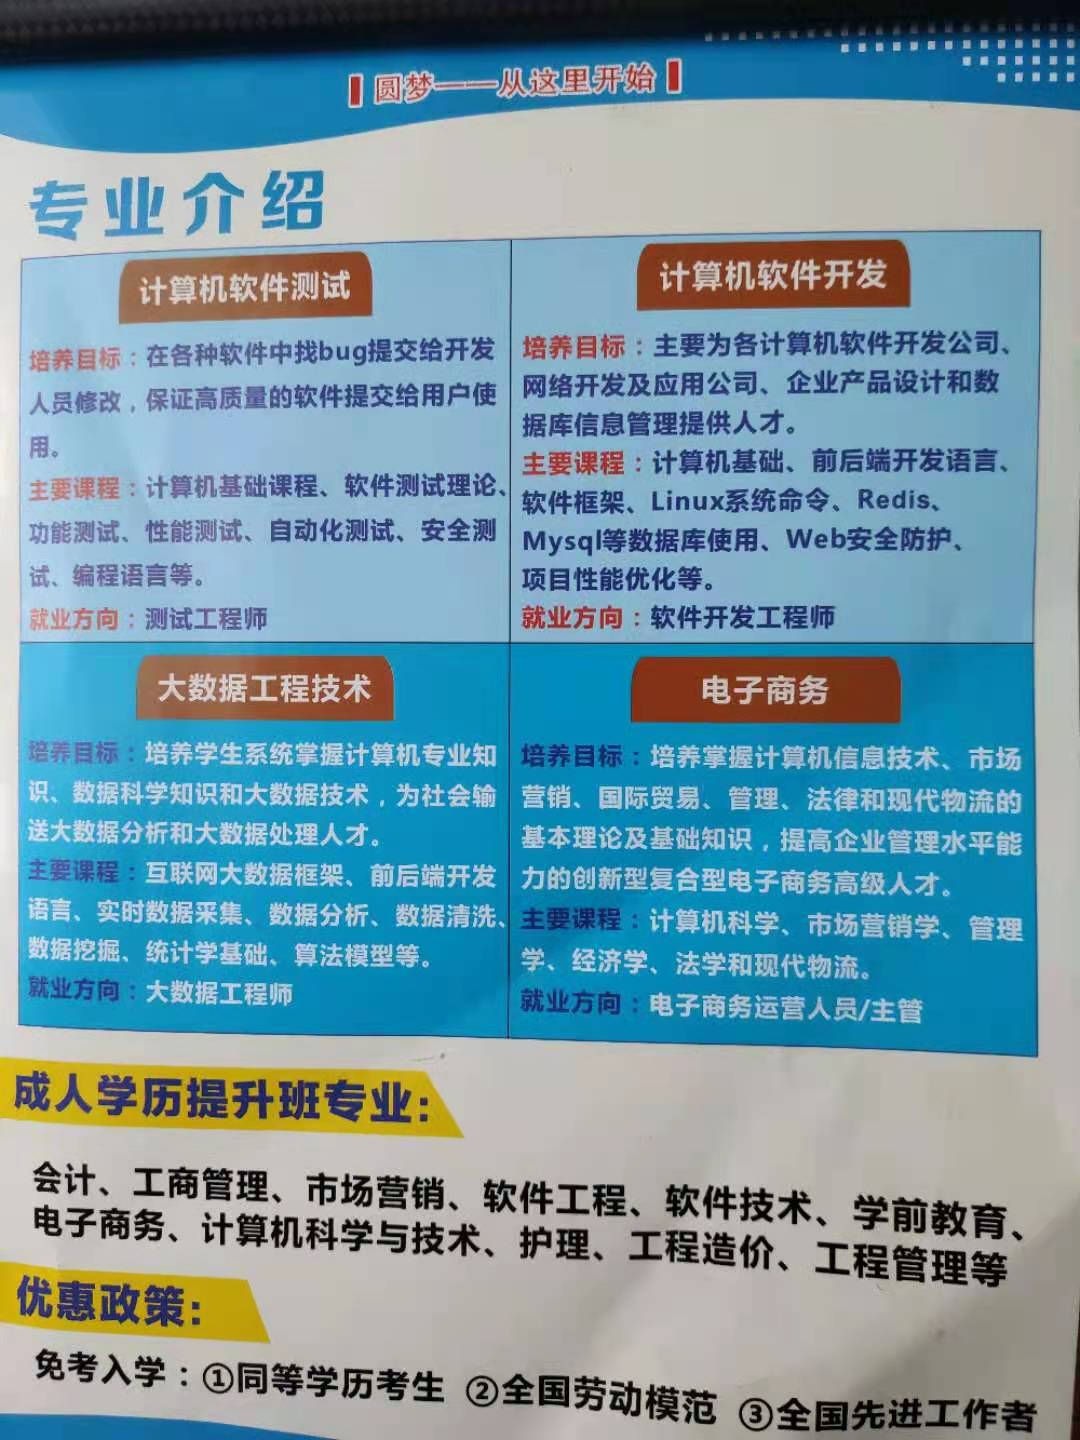 圆梦——从这里开始
专业介绍
计算机软件测试
培养目标：在各种软件中找bug提交给开发
人员修改，保证高质量的软件提交给用户使
用。
主要课程：计算机基础课程、软件测试理论、
功能测试、性能测试、自动化测试、安全测
试、编程语言等。
就业方向：测试工程师
计算机软件开发
培养目标：主要为各计算机软件开发公司、
网络开发及应用公司、企业产品设计和数
据库信息管理提供人才。
主要课程：计算机基础、前后端开发语言、
软件框架、Linux系统命令、Redis、
Mysql等数据库使用、Web安全防护、
项目性能优化等。
就业方向：软件开发工程师
大数据工程技术
培养目标：培养学生系统掌握计算机专业知
识、数据科学知识和大数据技术，为社会输
送大数据分析和大数据处理人才。
主要课程：互联网大数据框架、前后端开发
语言、实时数据采集、数据分析、数据清洗、
数据挖掘、统计学基础、算法模型等。
就业方向：大数据工程师
电子商务
培养目标：培养掌握计算机信息技术、市场
营销、国际贸易、管理、法律和现代物流的
基本理论及基础知识，提高企业管理水平能
力的创新型复合型电子商务高级人才。
主要课程：计算机科学、市场营销学、管理
学、经济学、法学和现代物流。
就业方向：电子商务运营人员/主管
成人学历提升班专业：
会计、工商管理、市场营销、软件工程、软件技术、学前教育、
电子商务、计算机科学与技术、护理、工程造价、工程管理等
优惠政策：
免考入学：①同等学历考生 ②全国劳动模范 ③全国先进工作者